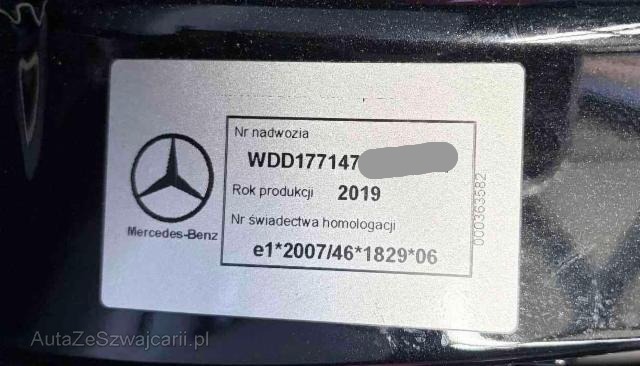 Nr nadwozia
WDD177147
Rok produkcji 2019
Nr świadectwa homologacji
e1*2007/46*1829*06
Mercedes-Benz
000363582
AutaZeSzwajcarii.pl